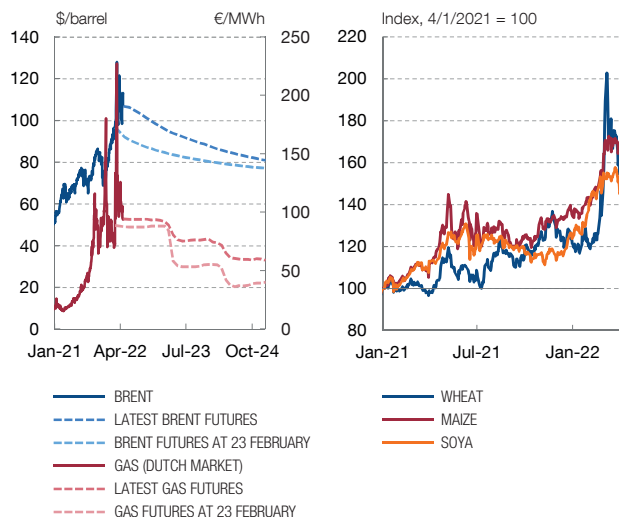 $/barrel
€/MWh
140
120
100
80
60
40
20
0
250
200
150
100
50
0
Jan-21
Apr-22
Jul-23
Oct-24
BRENT
LATEST BRENT FUTURES
BRENT FUTURES AT 23 FEBRUARY
GAS (DUTCH MARKET)
LATEST GAS FUTURES
GAS FUTURES AT 23 FEBRUARY
Index, 4/1/2021 = 100
220
200
180
160
140
120
100
80
Jan-21
Jul-21
Jan-22
WHEAT
MAIZE
SOYA